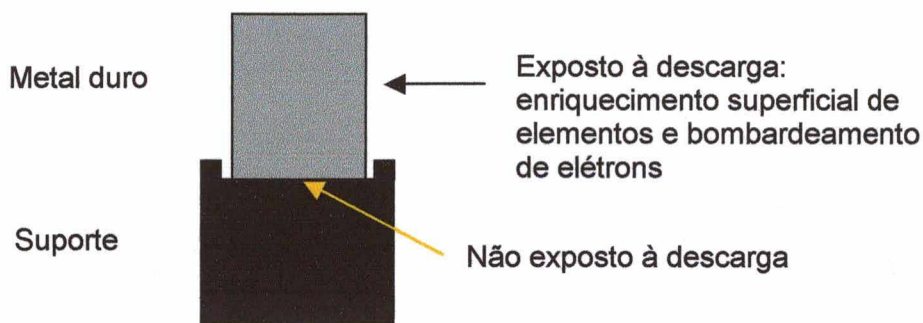 Metal duro
Exposto à descarga:
enriquecimento superficial de
elementos e bombardeamento
de elétrons
Suporte
Não exposto à descarga